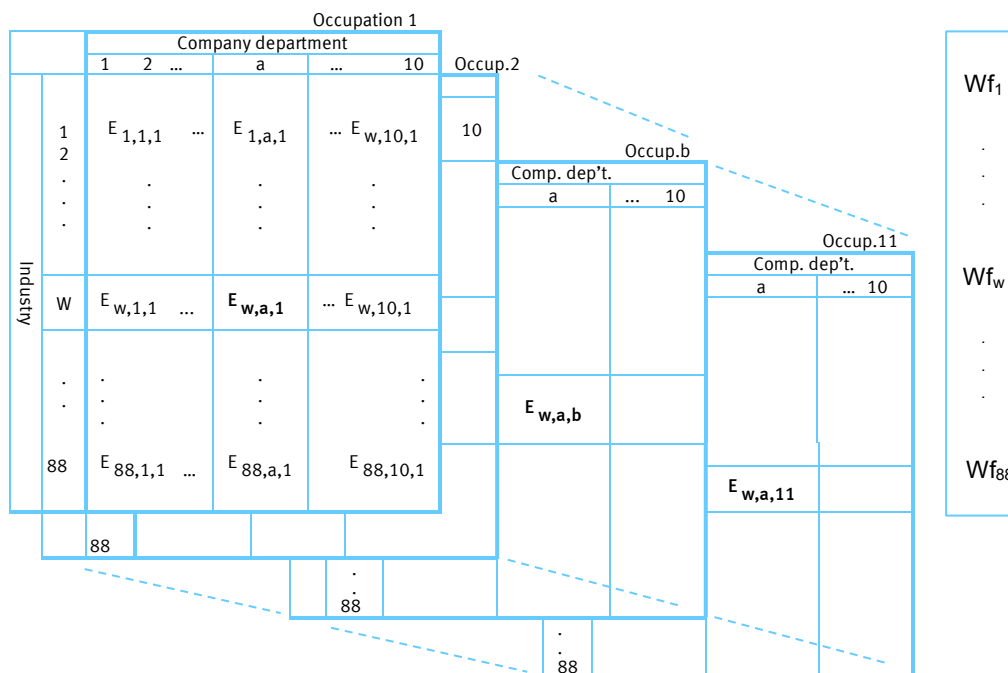 Occupation 1
Company department
1 2 ... a ... 10
Occup.2
1 E 1,1,1 ... E 1,a,1 ... E w,10,1
2
. . . .
. . . .
. . . .
10
Occup.b
Comp. dep't.
a ... 10
Occup.11
Comp. dep't.
a ... 10
Industry
W E w,1,1 ... E w,a,1 ... E w,10,1
. . . .
. . . .
. . .
88 E 88,1,1 ... E 88,a,1 E 88,10,1
E w,a,b
E w,a,11
88
.
.
88
.
.
88
Wf1
.
.
.
Wfw
.
.
.
Wf88